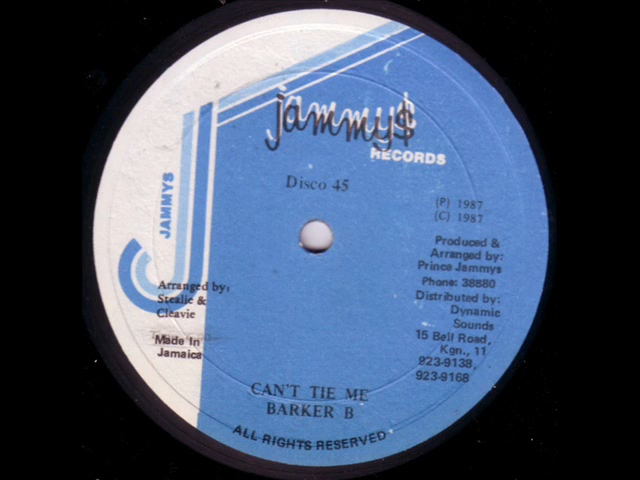 jammy$
RECORDS
Disco 45
JAMMYS
(P) 1987
(C) 1987
Produced &
Arranged by:
Prince Jammys
Phone: 38880
Distributed by:
Dynamic
Sounds
15 Bell Road,
Kgn., 11
923-9138,
923-9168
Arranged by:
Stealie &
Cleavie
Made In
Jamaica
CAN'T TIE ME
BARKER B
ALL RIGHTS RESERVED